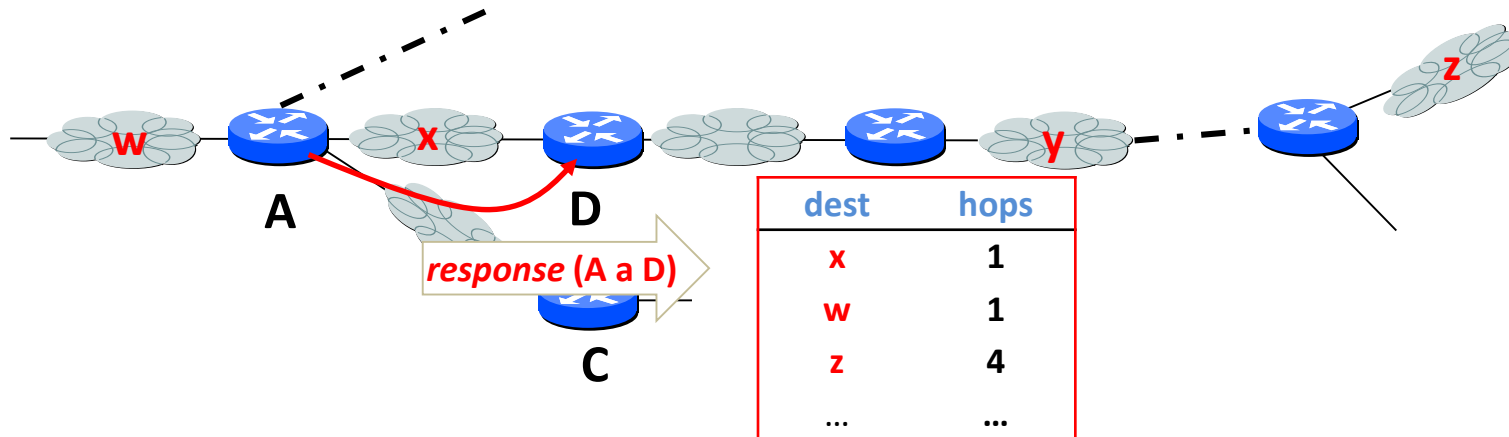 z
w
x
y
A
D
dest hops
x 1
response (A a D)
w 1
z 4
C
... ...